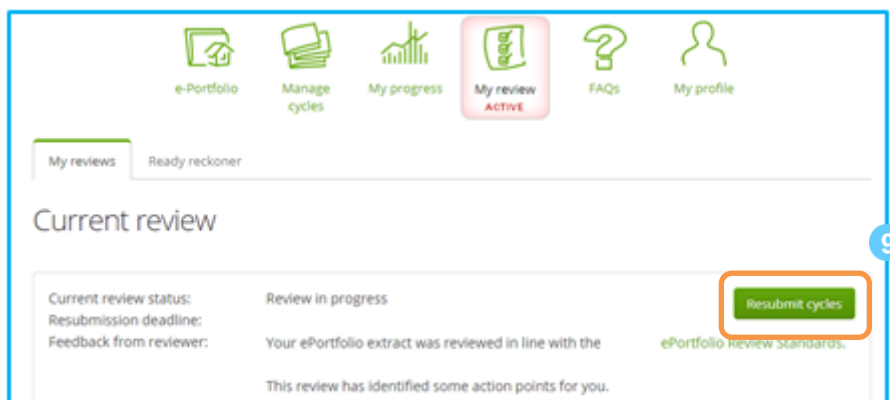 e-Portfolio
Manage
cycles
My progress
My review
ACTIVE
FAQs
My profile
My reviews
Ready reckoner
Current review
9
Current review status:
Review in progress
Resubmit cycles
Resubmission deadline:
Feedback from reviewer:
Your ePortfolio extract was reviewed in line with the ePortfolio Review Standards.
This review has identified some action points for you.